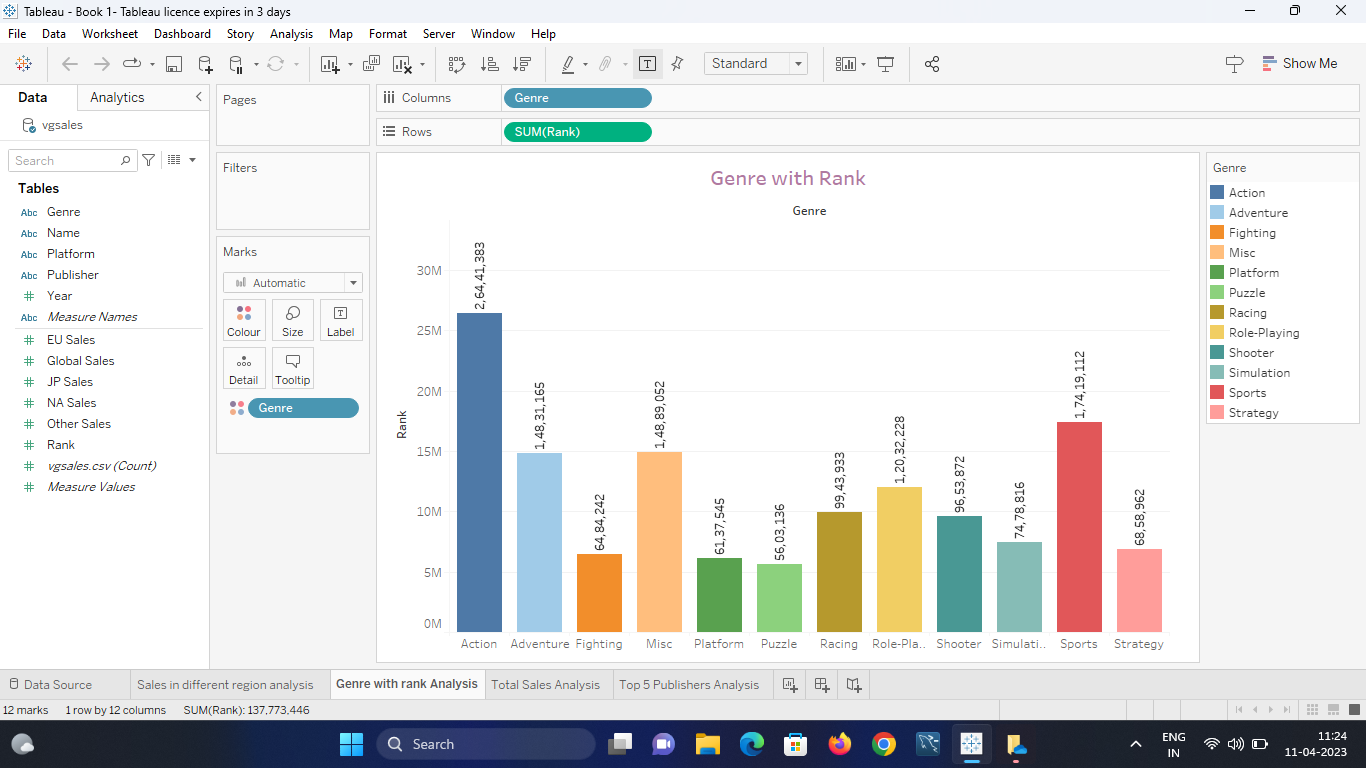 Tableau - Book 1- Tableau licence expires in 3 days
File Data Worksheet Dashboard Story Analysis Map Format Server Window Help
Standard
Show Me
Data Analytics
vgsales
Search
Tables
Abc Genre
Abc Name
Abc Platform
Abc Publisher
# Year
Abc Measure Names
# EU Sales
# Global Sales
# JP Sales
# NA Sales
# Other Sales
# Rank
# vgsales.csv (Count)
# Measure Values
Pages
Filters
Marks
Automatic
Colour Size Label
Detail Tooltip
Genre
Columns Genre
Rows SUM(Rank)
Genre with Rank
Genre
Rank
30M
25M
20M
15M
10M
5M
0M
2,64,41,383
1,48,31,165
64,84,242
1,48,89,052
61,37,545
56,03,136
99,43,933
1,20,32,228
96,53,872
74,78,816
1,74,19,112
68,58,962
Action Adventure Fighting Misc Platform Puzzle Racing Role-Pla.. Shooter Simulati.. Sports Strategy
Genre
Action
Adventure
Fighting
Misc
Platform
Puzzle
Racing
Role-Playing
Shooter
Simulation
Sports
Strategy
Data Source Sales in different region analysis Genre with rank Analysis Total Sales Analysis Top 5 Publishers Analysis
12 marks 1 row by 12 columns SUM(Rank): 137,773,446
Search
ENG
IN
11:24
11-04-2023